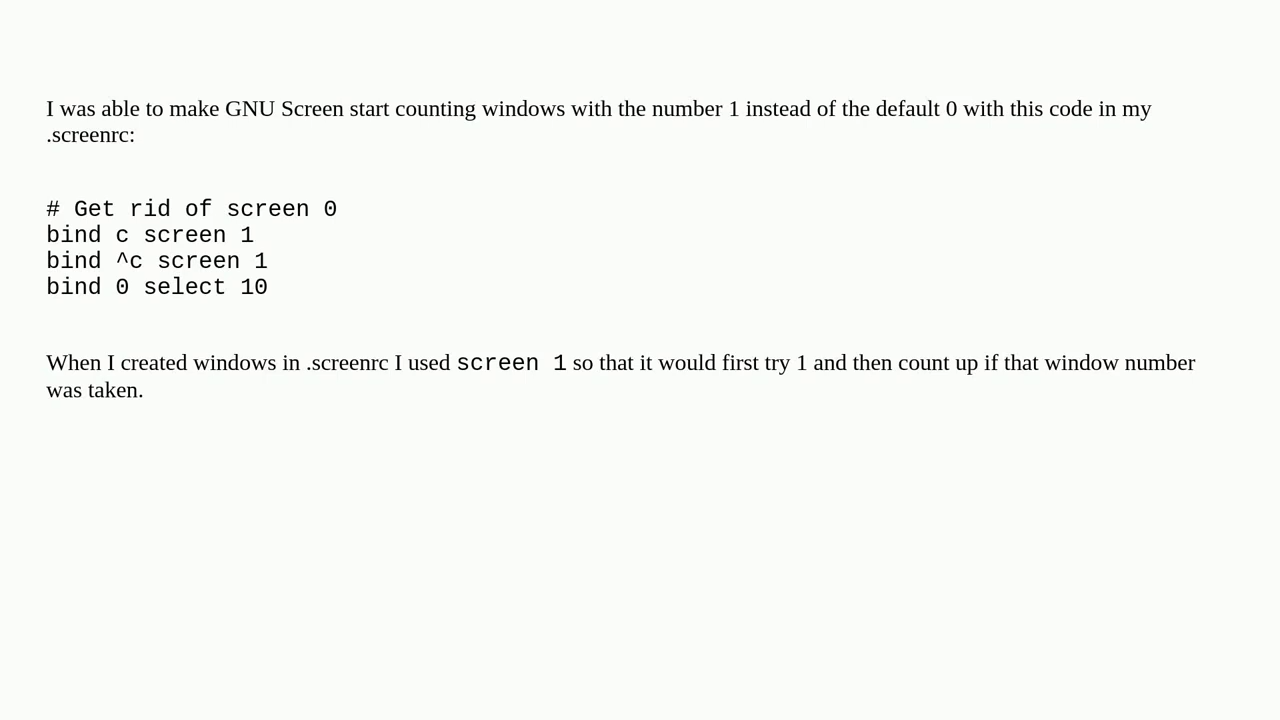 I was able to make GNU Screen start counting windows with the number 1 instead of the default 0 with this code in my
.screenrc:
# Get rid of screen 0
bind c screen 1
bind ^c screen 1
bind 0 select 10
When I created windows in .screenrc I used screen 1 so that it would first try 1 and then count up if that window number
was taken.